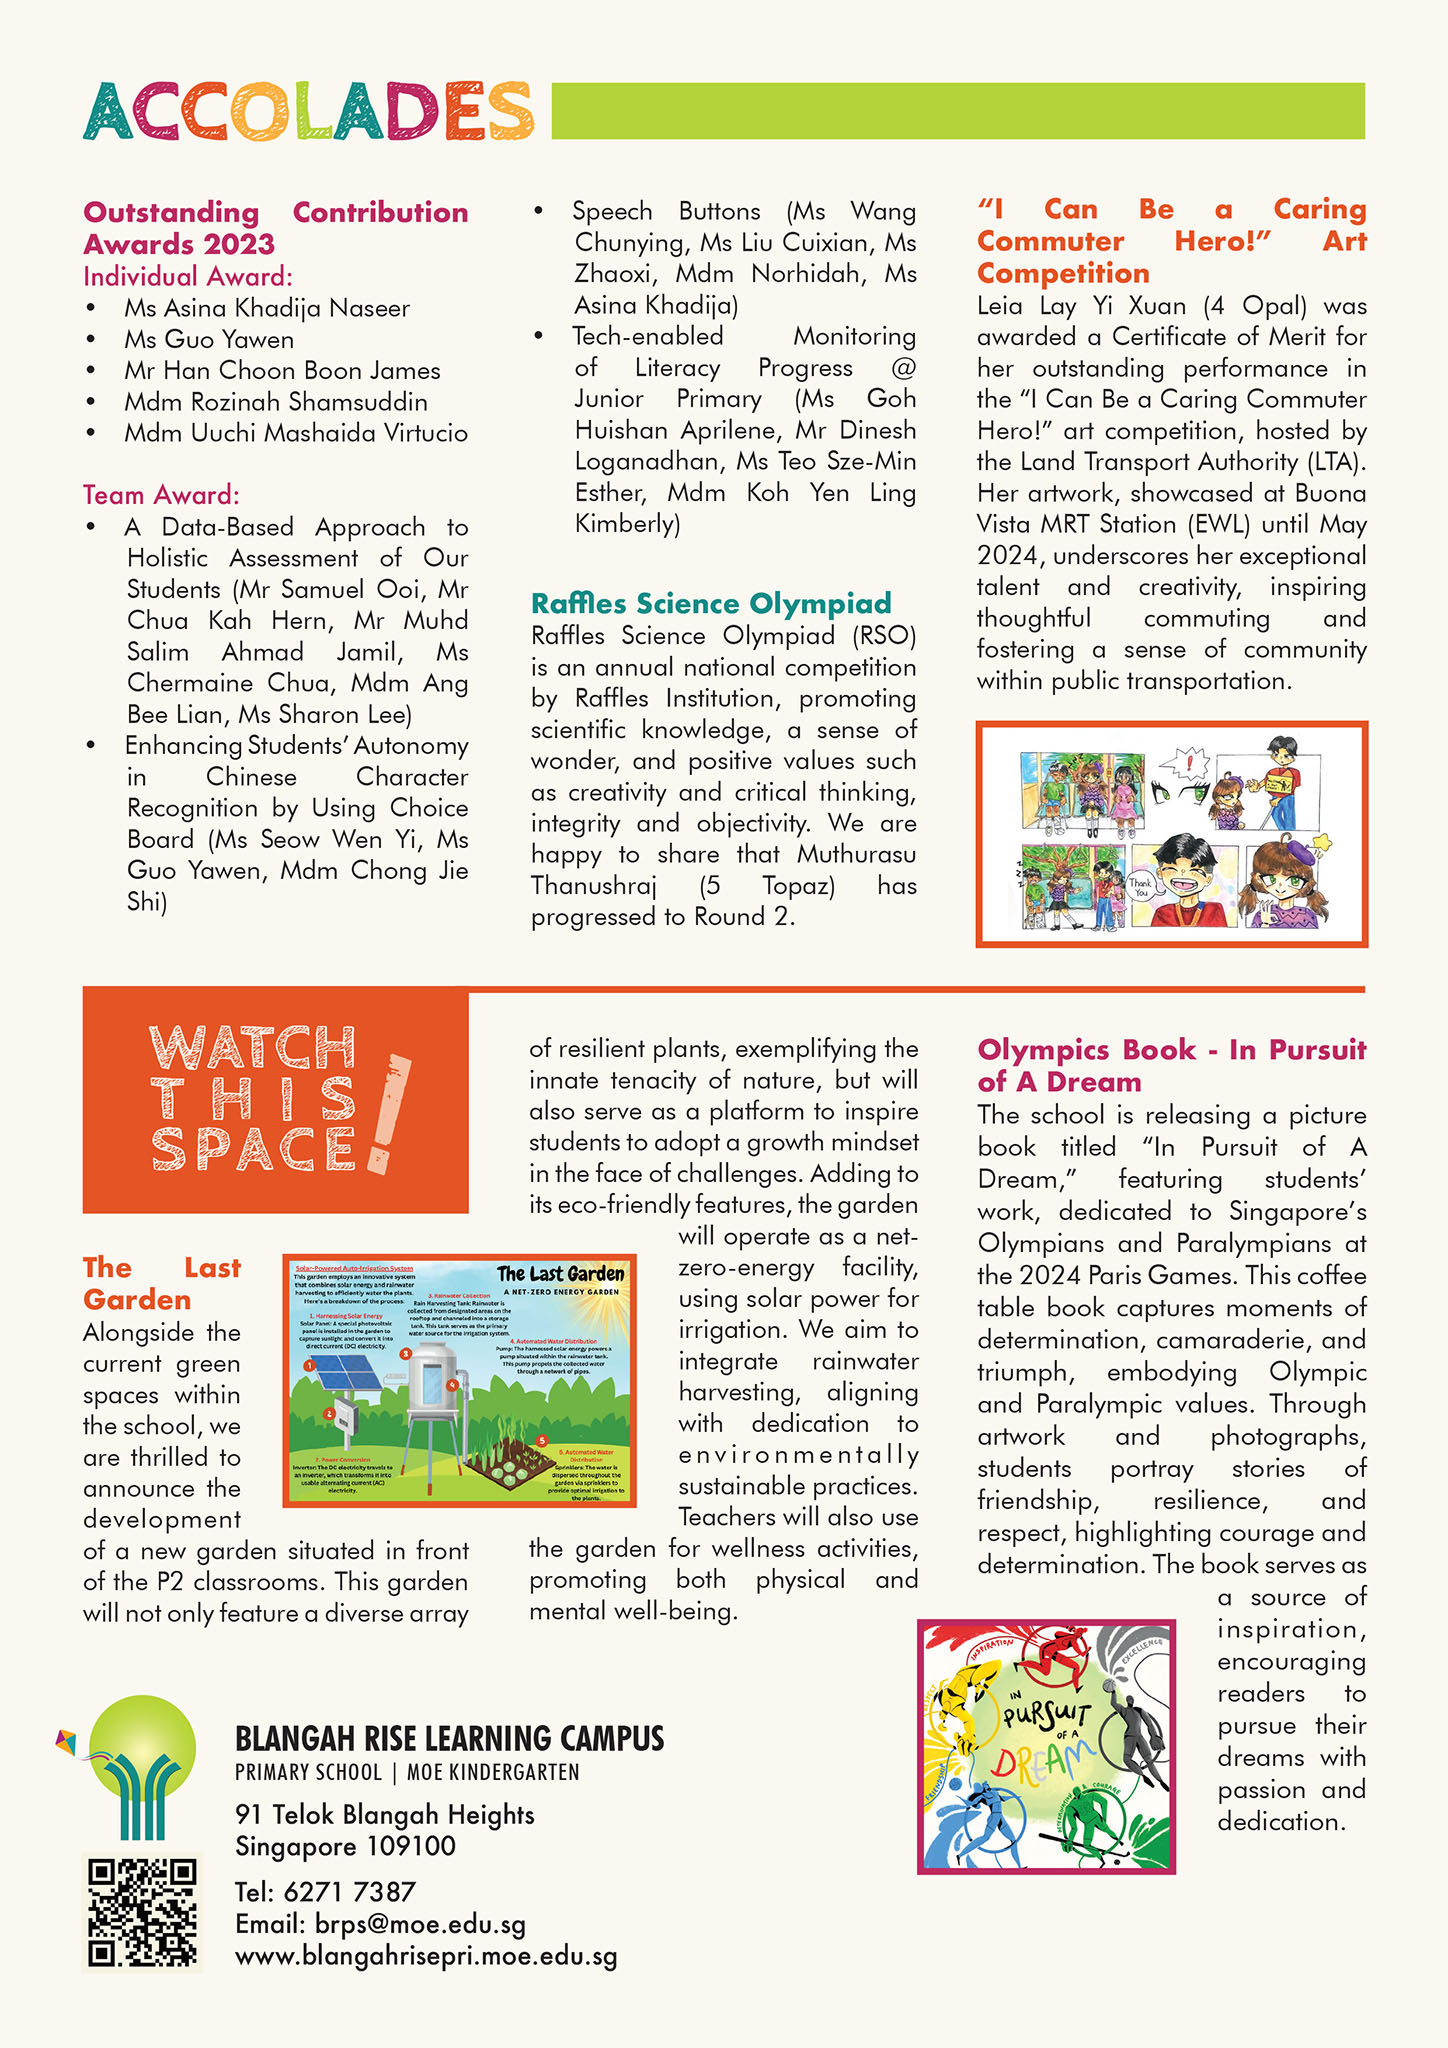 ACCOLADES
Outstanding Contribution
Awards 2023
Individual Award:
• Ms Asina Khadija Naseer
• Ms Guo Yawen
• Mr Han Choon Boon James
• Mdm Rozinah Shamsuddin
• Mdm Uuchi Mashaida Virtucio
Team Award:
• A Data-Based Approach to
Holistic Assessment of Our
Students (Mr Samuel Ooi, Mr
Chua Kah Hern, Mr Muhd
Salim Ahmad Jamil, Ms
Chermaine Chua, Mdm Ang
Bee Lian, Ms Sharon Lee)
• Enhancing Students’ Autonomy
in Chinese Character
Recognition by Using Choice
Board (Ms Seow Wen Yi, Ms
Guo Yawen, Mdm Chong Jie
Shi)
• Speech Buttons (Ms Wang
Chunying, Ms Liu Cuixian, Ms
Zhaoxi, Mdm Norhidah, Ms
Asina Khadija)
• Tech-enabled Monitoring
of Literacy Progress @
Junior Primary (Ms Goh
Huishan Aprilene, Mr Dinesh
Loganadhan, Ms Teo Sze-Min
Esther, Mdm Koh Yen Ling
Kimberly)
Raffles Science Olympiad
Raffles Science Olympiad (RSO)
is an annual national competition
by Raffles Institution, promoting
scientific knowledge, a sense of
wonder, and positive values such
as creativity and critical thinking,
integrity and objectivity. We are
happy to share that Muthurasu
Thanushraj (5 Topaz) has
progressed to Round 2.
“I Can Be a Caring
Commuter Hero!” Art
Competition
Leia Lay Yi Xuan (4 Opal) was
awarded a Certificate of Merit for
her outstanding performance in
the “I Can Be a Caring Commuter
Hero!” art competition, hosted by
the Land Transport Authority (LTA).
Her artwork, showcased at Buona
Vista MRT Station (EWL) until May
2024, underscores her exceptional
talent and creativity, inspiring
thoughtful commuting and
fostering a sense of community
within public transportation.
!
Thank
You
WATCH
THIS
SPACE!
The Last
Garden
Alongside the
current green
spaces within
the school, we
are thrilled to
announce the
development
of a new garden situated in front
of the P2 classrooms. This garden
will not only feature a diverse array
Solar-Powered Auto-Irrigation System
This garden employs an innovative system
that combines solar energy and rainwater
harvesting to efficiently water the plants.
Here's a breakdown of the process:
The Last Garden
A NET-ZERO ENERGY GARDEN
1. Harnessing Solar Energy
Solar Panel: A special photovoltaic
panel is installed in the garden to
capture sunlight and convert it into
direct current (DC) electricity.
3. Rainwater Collection
Rain Harvesting Tank: Rainwater is
collected from designated areas on the
rooftop and channeled into a storage
tank. This tank serves as the primary
water source for the irrigation system.
4. Automated Water Distribution
Pump: The harnessed solar energy powers a
pump situated within the rainwater tank.
This pump propels the collected water
through a network of pipes.
1
3
4
2
5
2. Power Conversion
Inverter: The DC electricity travels to
an inverter, which transforms it into
usable alternating current (AC)
electricity.
5. Automated Water
Distribution
Sprinklers: The water is
dispersed throughout the
garden via sprinklers to
provide optimal irrigation to
the plants.
of resilient plants, exemplifying the
innate tenacity of nature, but will
also serve as a platform to inspire
students to adopt a growth mindset
in the face of challenges. Adding to
its eco-friendly features, the garden
will operate as a net-
zero-energy facility,
using solar power for
irrigation. We aim to
integrate rainwater
harvesting, aligning
with dedication to
environmentally
sustainable practices.
Teachers will also use
the garden for wellness activities,
promoting both physical and
mental well-being.
Olympics Book - In Pursuit
of A Dream
The school is releasing a picture
book titled “In Pursuit of A
Dream,” featuring students’
work, dedicated to Singapore’s
Olympians and Paralympians at
the 2024 Paris Games. This coffee
table book captures moments of
determination, camaraderie, and
triumph, embodying Olympic
and Paralympic values. Through
artwork and photographs,
students portray stories of
friendship, resilience, and
respect, highlighting courage and
determination. The book serves as
a source of
inspiration,
encouraging
readers to
pursue their
dreams with
passion and
dedication.
INSPIRATION
EXCELLENCE
RESPECT
IN
PURSUIT
OF A
DREAM
FRIENDSHIP
DETERMINATION
& COURAGE
BLANGAH RISE LEARNING CAMPUS
PRIMARY SCHOOL | MOE KINDERGARTEN
91 Telok Blangah Heights
Singapore 109100
Tel: 6271 7387
Email: brps@moe.edu.sg
www.blangahrisepri.moe.edu.sg